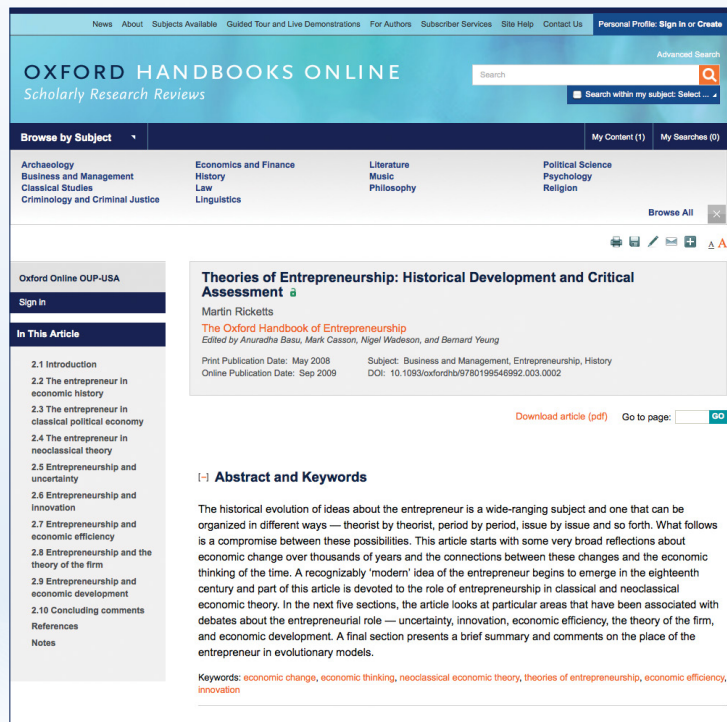 News About Subjects Available Guided Tour and Live Demonstrations For Authors Subscriber Services Site Help Contact Us Personal Profile: Sign In or Create
Advanced Search
OXFORD HANDBOOKS ONLINE
Scholarly Research Reviews
Search
Search within my subject: Select ...
Browse by Subject
My Content (1) My Searches (0)
Archaeology
Business and Management
Classical Studies
Criminology and Criminal Justice
Economics and Finance
History
Law
Linguistics
Literature
Music
Philosophy
Political Science
Psychology
Religion
Browse All
A A
Oxford Online OUP-USA
Sign in
In This Article
2.1 Introduction
2.2 The entrepreneur in
economic history
2.3 The entrepreneur in
classical political economy
2.4 The entrepreneur in
neoclassical theory
2.5 Entrepreneurship and
uncertainty
2.6 Entrepreneurship and
innovation
2.7 Entrepreneurship and
economic efficiency
2.8 Entrepreneurship and the
theory of the firm
2.9 Entrepreneurship and
economic development
2.10 Concluding comments
References
Notes
Theories of Entrepreneurship: Historical Development and Critical
Assessment
Martin Ricketts
The Oxford Handbook of Entrepreneurship
Edited by Anuradha Basu, Mark Casson, Nigel Wadeson, and Bernard Yeung
Print Publication Date: May 2008 Subject: Business and Management, Entrepreneurship, History
Online Publication Date: Sep 2009 DOI: 10.1093/oxfordhb/9780199546992.003.0002
Download article (pdf) Go to page: GO
[-] Abstract and Keywords
The historical evolution of ideas about the entrepreneur is a wide-ranging subject and one that can be
organized in different ways — theorist by theorist, period by period, issue by issue and so forth. What follows
is a compromise between these possibilities. This article starts with some very broad reflections about
economic change over thousands of years and the connections between these changes and the economic
thinking of the time. A recognizably 'modern' idea of the entrepreneur begins to emerge in the eighteenth
century and part of this article is devoted to the role of entrepreneurship in classical and neoclassical
economic theory. In the next five sections, the article looks at particular areas that have been associated with
debates about the entrepreneurial role — uncertainty, innovation, economic efficiency, the theory of the firm,
and economic development. A final section presents a brief summary and comments on the place of the
entrepreneur in evolutionary models.
Keywords: economic change, economic thinking, neoclassical economic theory, theories of entrepreneurship, economic efficiency,
innovation